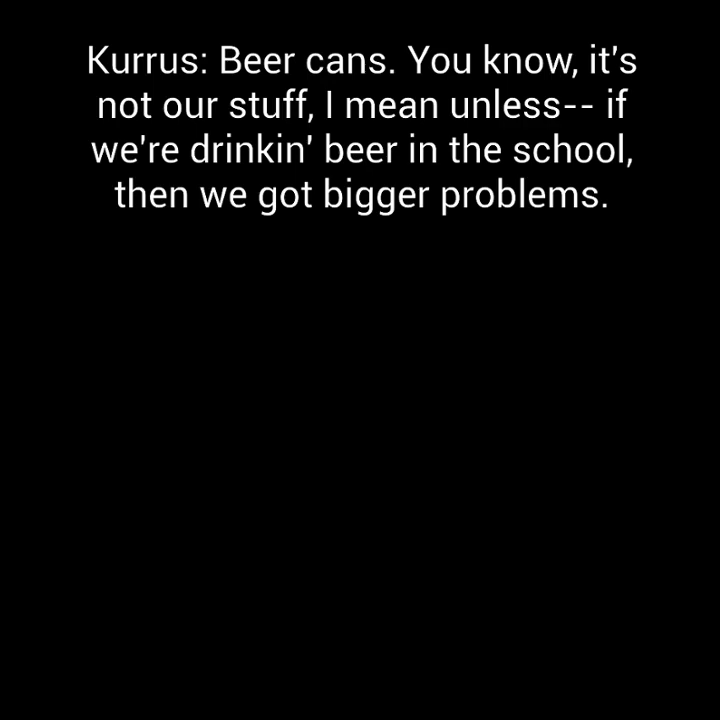 Kurrus: Beer cans. You know, it's
not our stuff, I mean unless-- if
we're drinkin' beer in the school,
then we got bigger problems.